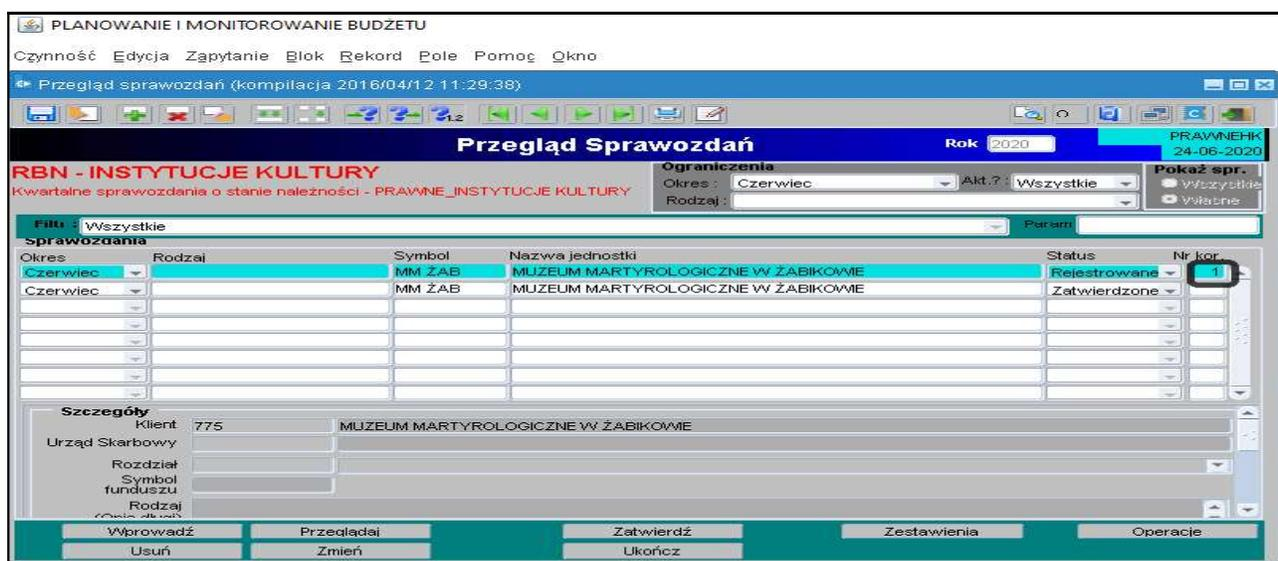 PLANOWANIE I MONITOROWANIE BUDŻETU
Czynność Edycja Zapytanie Blok Rekord Pole Pomoc Okno
Przegląd sprawozdań (kompilacja 2016/04/12 11:29:38)
Przegląd Sprawozdań Rok 2020 PRAWNEHK
24-06-2020
RBN - INSTYTUCJE KULTURY
Kwartalne sprawozdania o stanie należności - PRAWNE_INSTYTUCJE KULTURY
Ograniczenia
Okres : Czerwiec Akt.? : Wszystkie
Rodzaj :
Pokaż spr.
Wszystkie
Własne
Filtr : Wszystkie Param
Sprawozdania
Okres Rodzaj Symbol Nazwa jednostki Status Nr kor.
Czerwiec MM ŻAB MUZEUM MARTYROLOGICZNE W ŻABIKOWIE Rejestrowane 1
Czerwiec MM ŻAB MUZEUM MARTYROLOGICZNE W ŻABIKOWIE Zatwierdzone
Szczegóły
Klient 775 MUZEUM MARTYROLOGICZNE W ŻABIKOWIE
Urząd Skarbowy
Rozdział
Symbol
funduszu
Rodzaj
(Opis długi)
Wprowadź Przeglądaj Zatwierdź Zestawienia Operacje
Usuń Zmień Ukończ